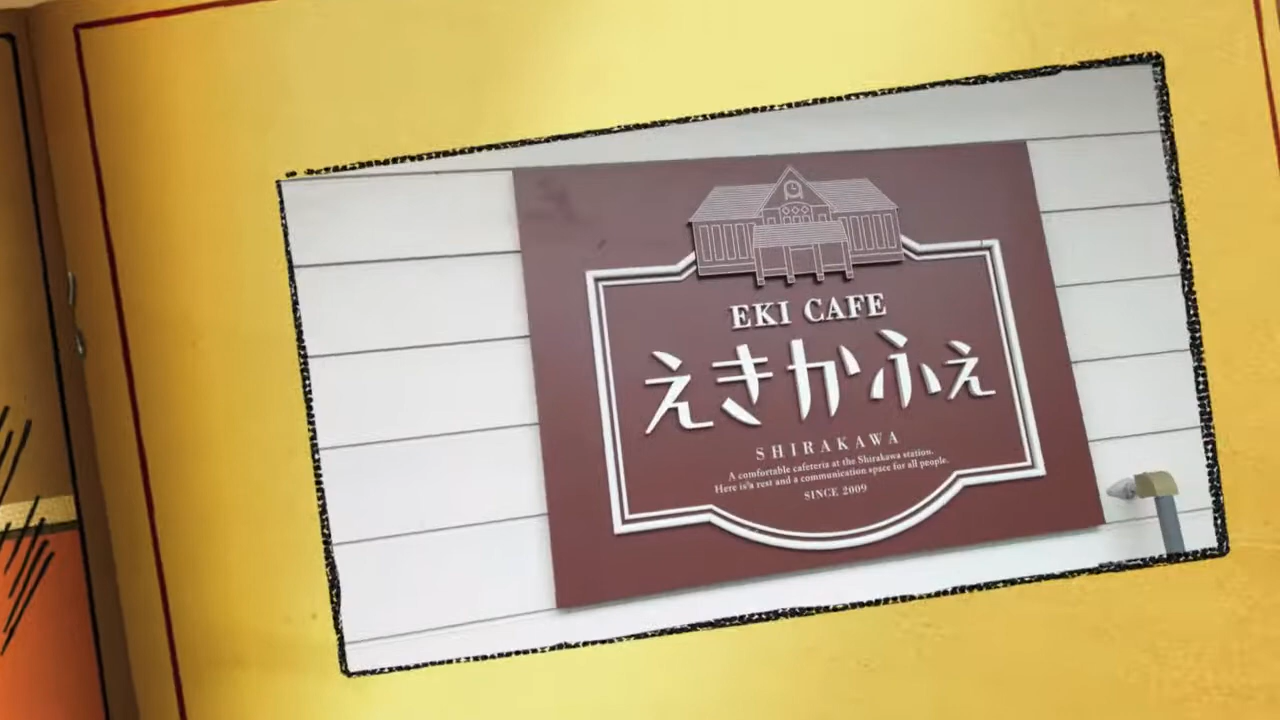 EKI CAFE
えきかふぇ
SHIRAKAWA
A comfortable cafeteria at the Shirakawa station.
Here is a rest and a communication space for all people.
SINCE 2009